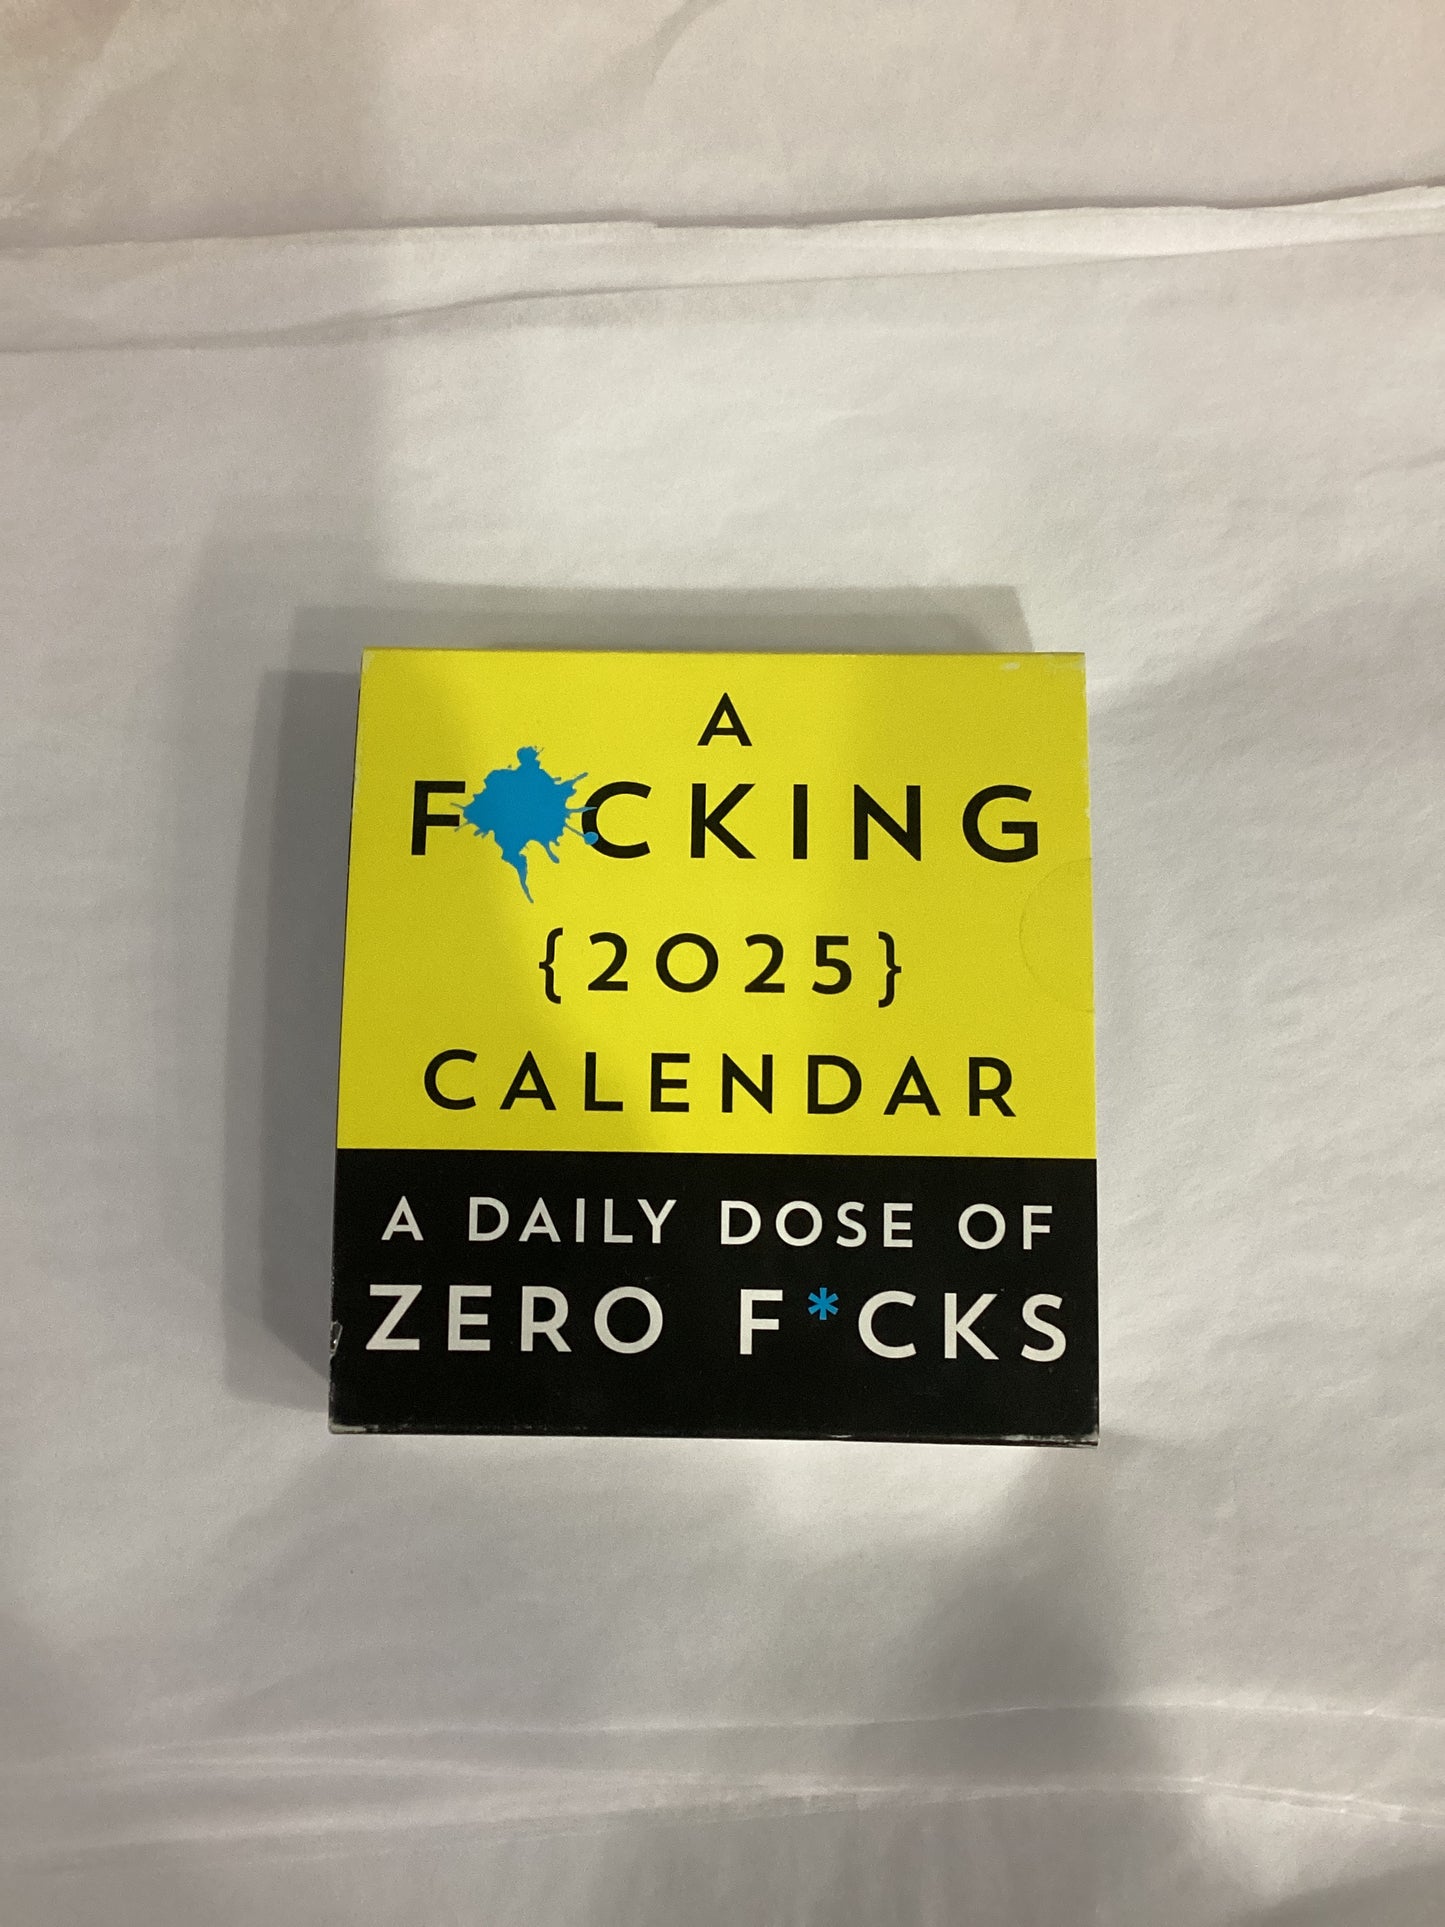 A
F*CKING
{2025}
CALENDAR
A DAILY DOSE OF
ZERO F*CKS